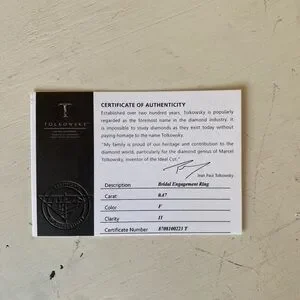 TOLKOWSKY
CERTIFICATE OF AUTHENTICITY
Established over two hundred years, Tolkowsky is popularly
regarded as the foremost name in the diamond industry. It
is impossible to study diamonds as they exist today without
paying homage to the name Tolkowsky.
"My family is proud of our heritage and contribution to the
diamond world, particularly for the diamond genius of Marcel
Tolkowsky, inventor of the Ideal Cut."
Jean Paul Tolkowsky
Description Bridal Engagement Ring
Carat 0.47
Color F
Clarity I1
Certificate Number 8708100221 T